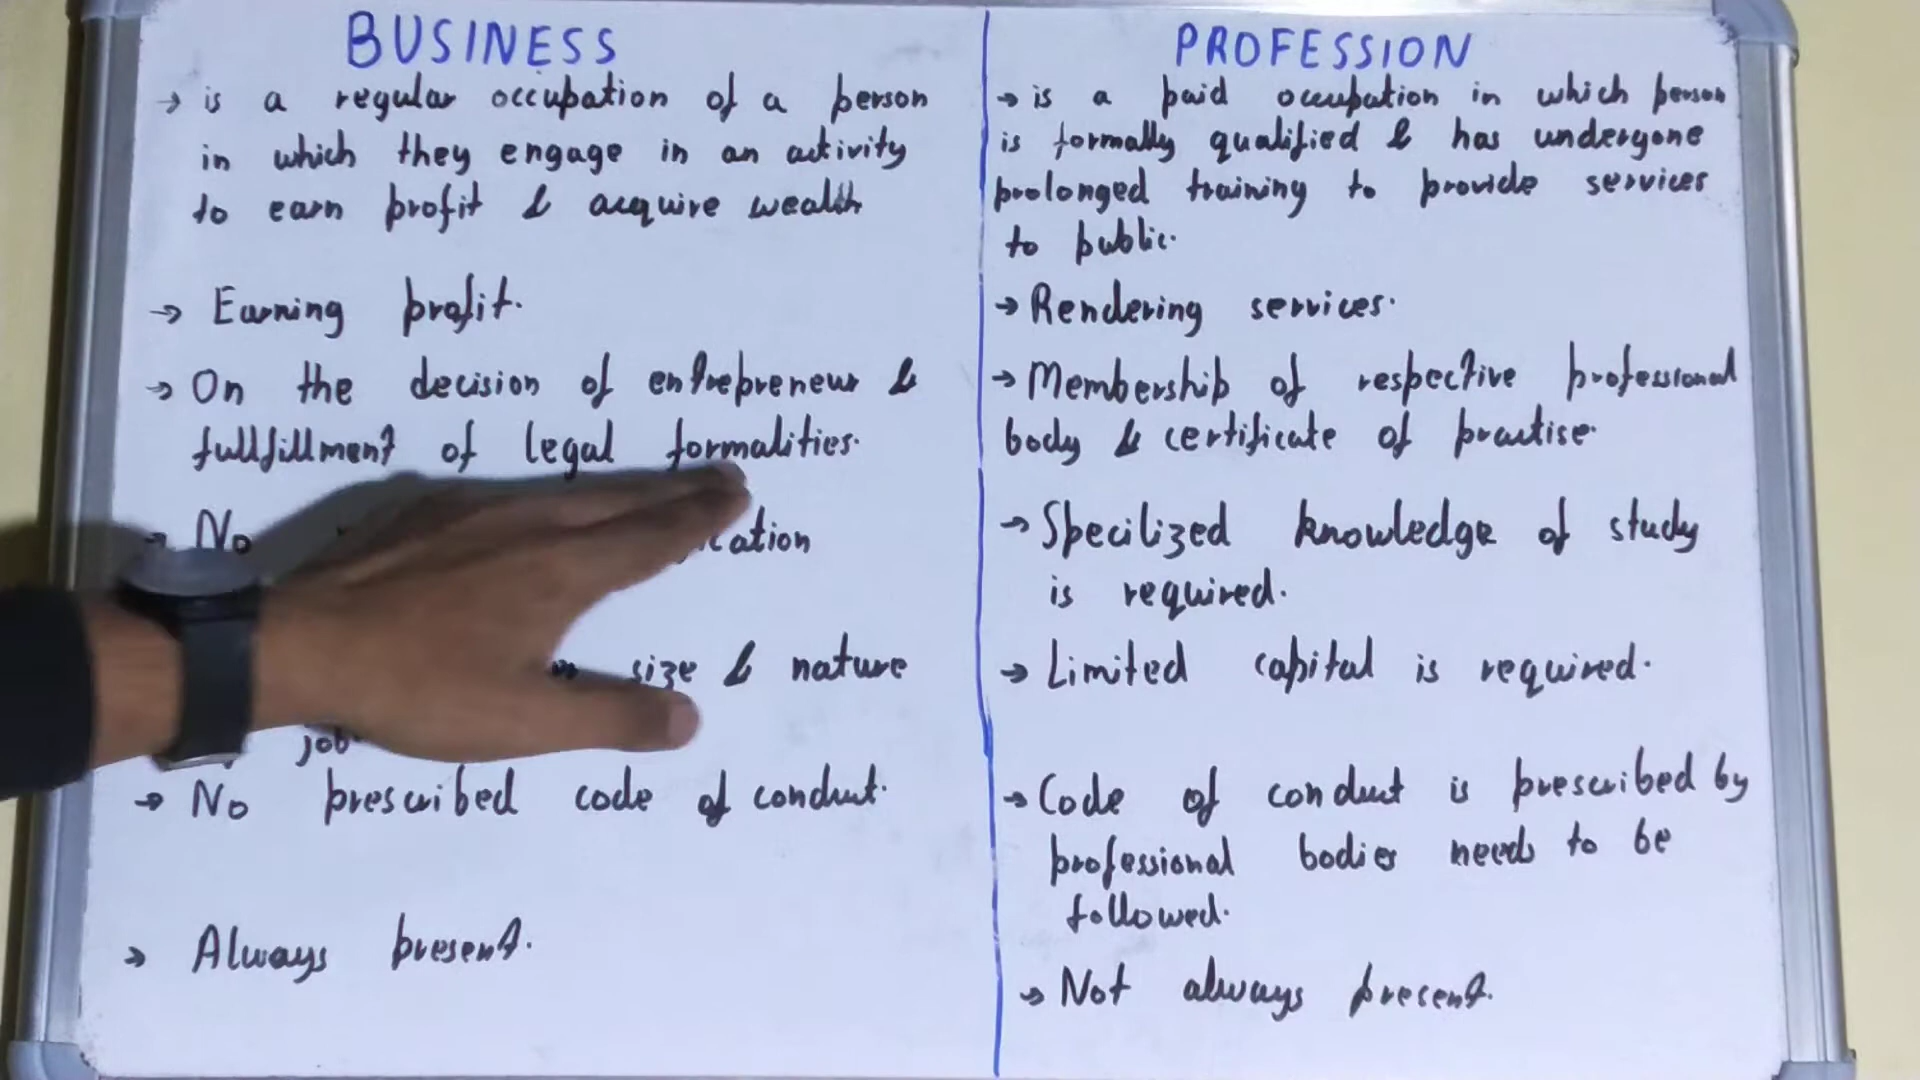 BUSINESS
→ is a regular occupation of a person
in which they engage in an activity
to earn profit & acquire wealth
→ Earning profit.
→ On the decision of entrepreneur &
fullfillment of legal formalities.
→ No
size & nature
job
→ No prescribed code of conduct.
→ Always present.
PROFESSION
→ is a paid occupation in which person
is formally qualified & has undergone
prolonged training to provide services
to public.
→ Rendering services.
→ Membership of respective professional
body & certificate of practise.
→ Specilized knowledge of study
is required.
→ Limited capital is required.
→ Code of conduct is prescribed by
professional bodies needs to be
followed.
→ Not always present.